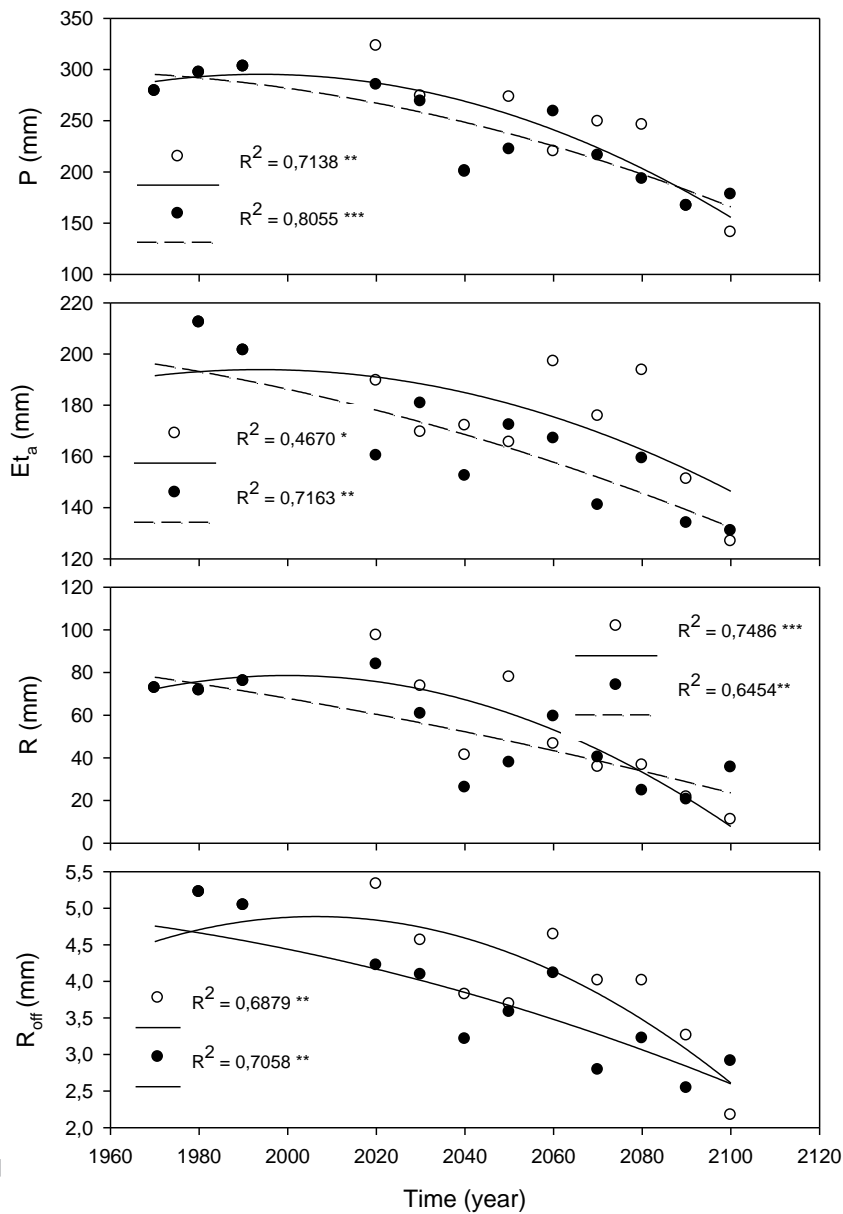 350
300
250
200
150
100
P (mm)
R2 = 0,7138 **
R2 = 0,8055 ***
220
200
180
160
140
120
Eta (mm)
R2 = 0,4670 *
R2 = 0,7163 **
120
100
80
60
40
20
0
R (mm)
R2 = 0,7486 ***
R2 = 0,6454**
5,5
5,0
4,5
4,0
3,5
3,0
2,5
2,0
Roff (mm)
R2 = 0,6879 **
R2 = 0,7058 **
1960 1980 2000 2020 2040 2060 2080 2100 2120
Time (year)